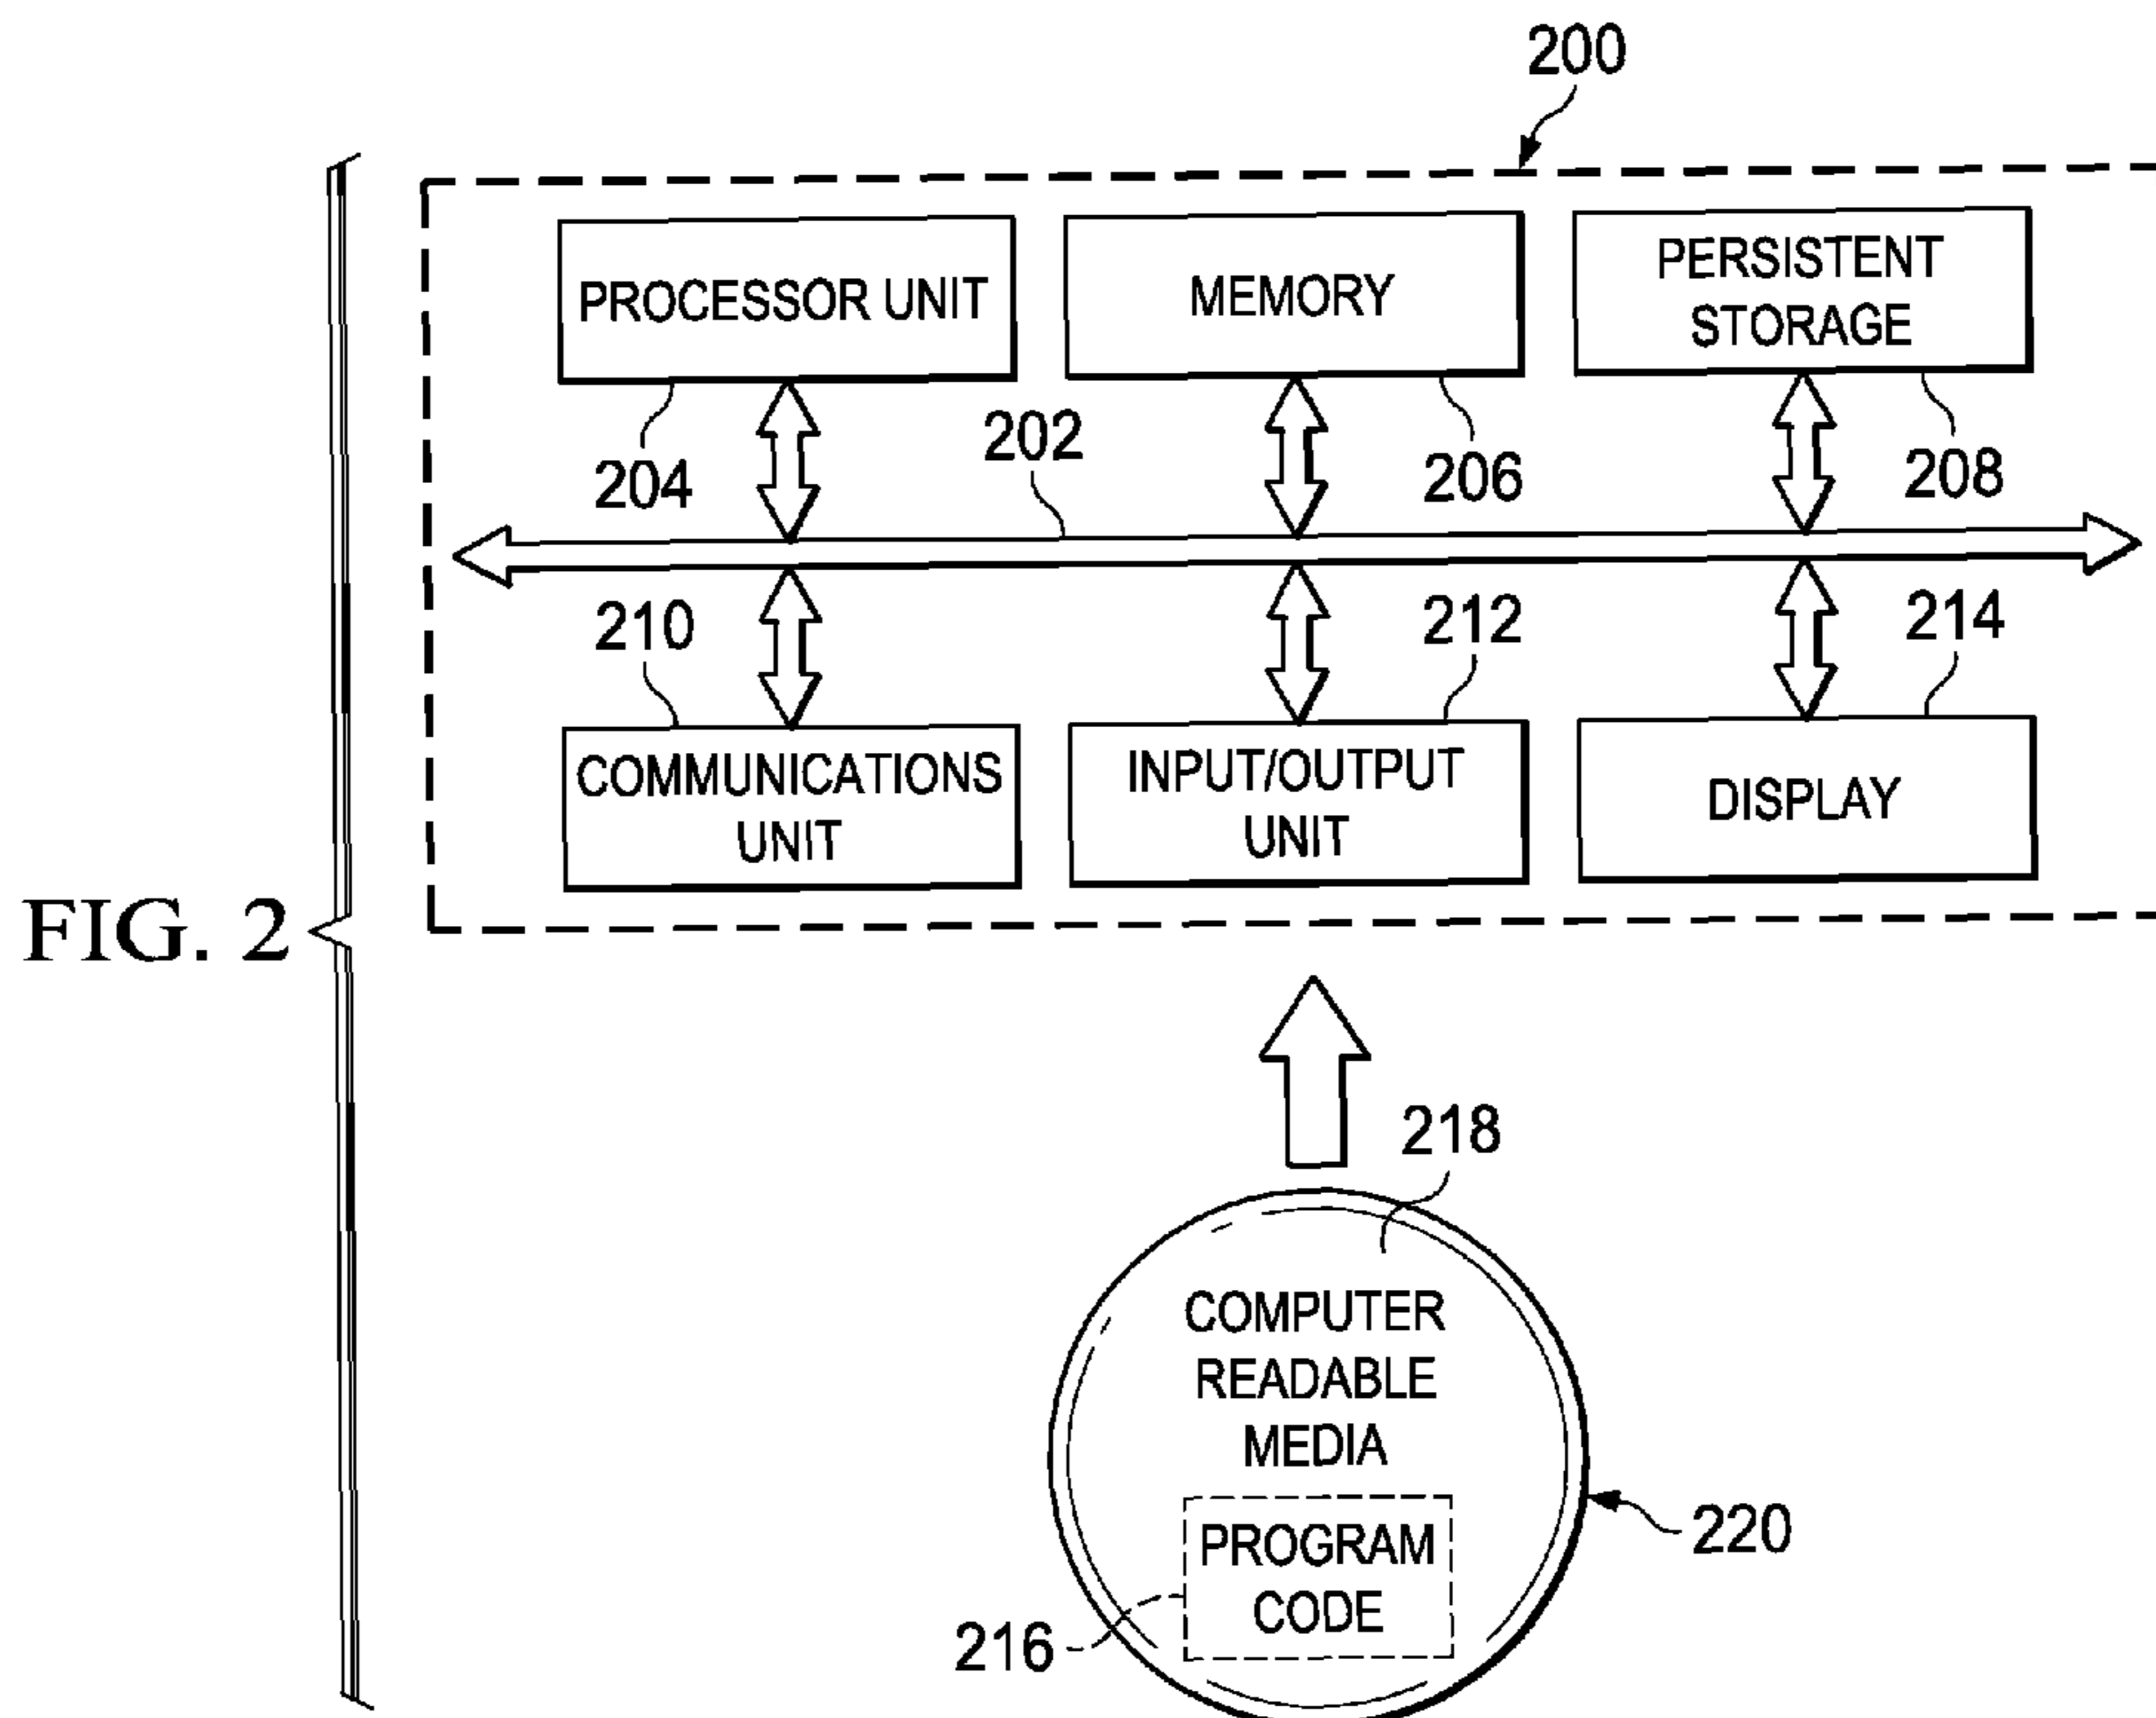 200
PROCESSOR UNIT
MEMORY
PERSISTENT
STORAGE
204
202
206
208
210
212
214
COMMUNICATIONS
UNIT
INPUT/OUTPUT
UNIT
DISPLAY
FIG. 2
218
COMPUTER
READABLE
MEDIA
PROGRAM
CODE
220
216